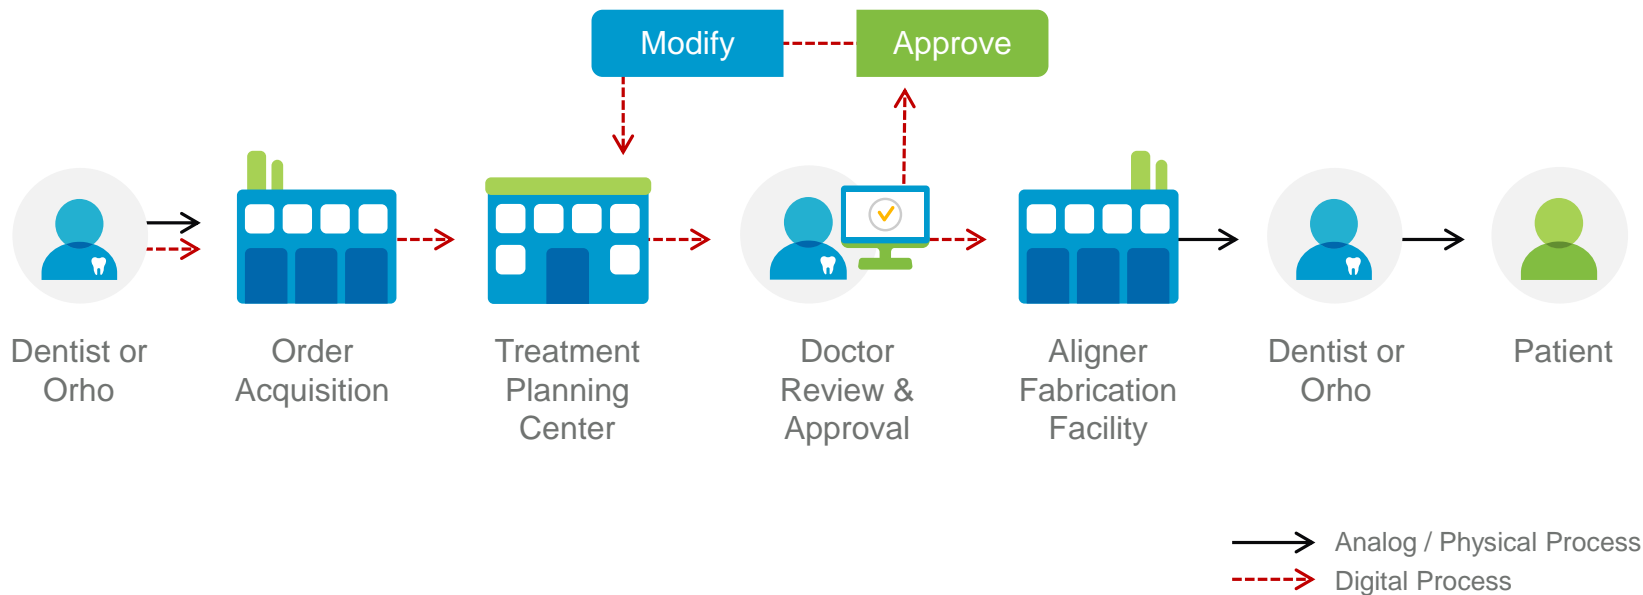 Modify
Approve
Dentist or
Orho
Order
Acquisition
Treatment
Planning
Center
Doctor
Review &
Approval
Aligner
Fabrication
Facility
Dentist or
Orho
Patient
Analog / Physical Process
Digital Process